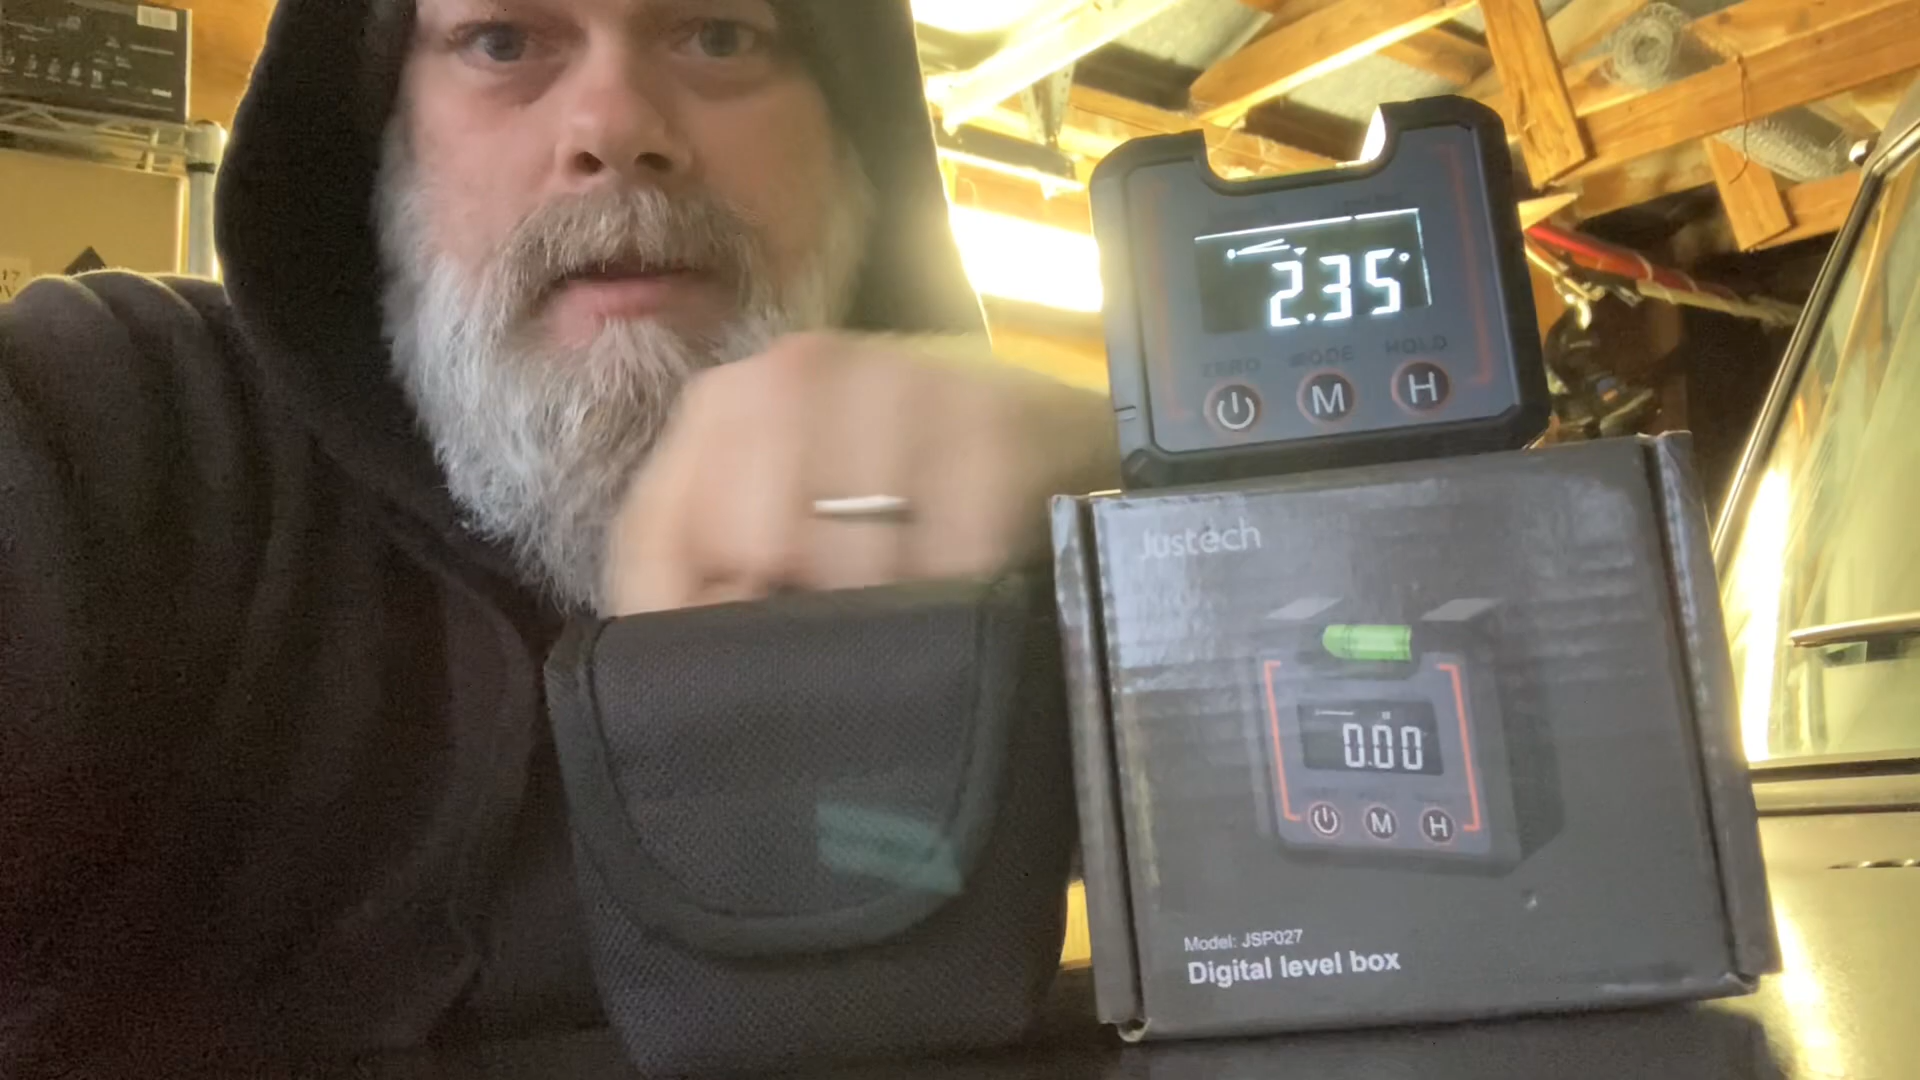 2.35°
ZERO MODE HOLD
M H
Justech
0.00
M H
Model: JSP027
Digital level box